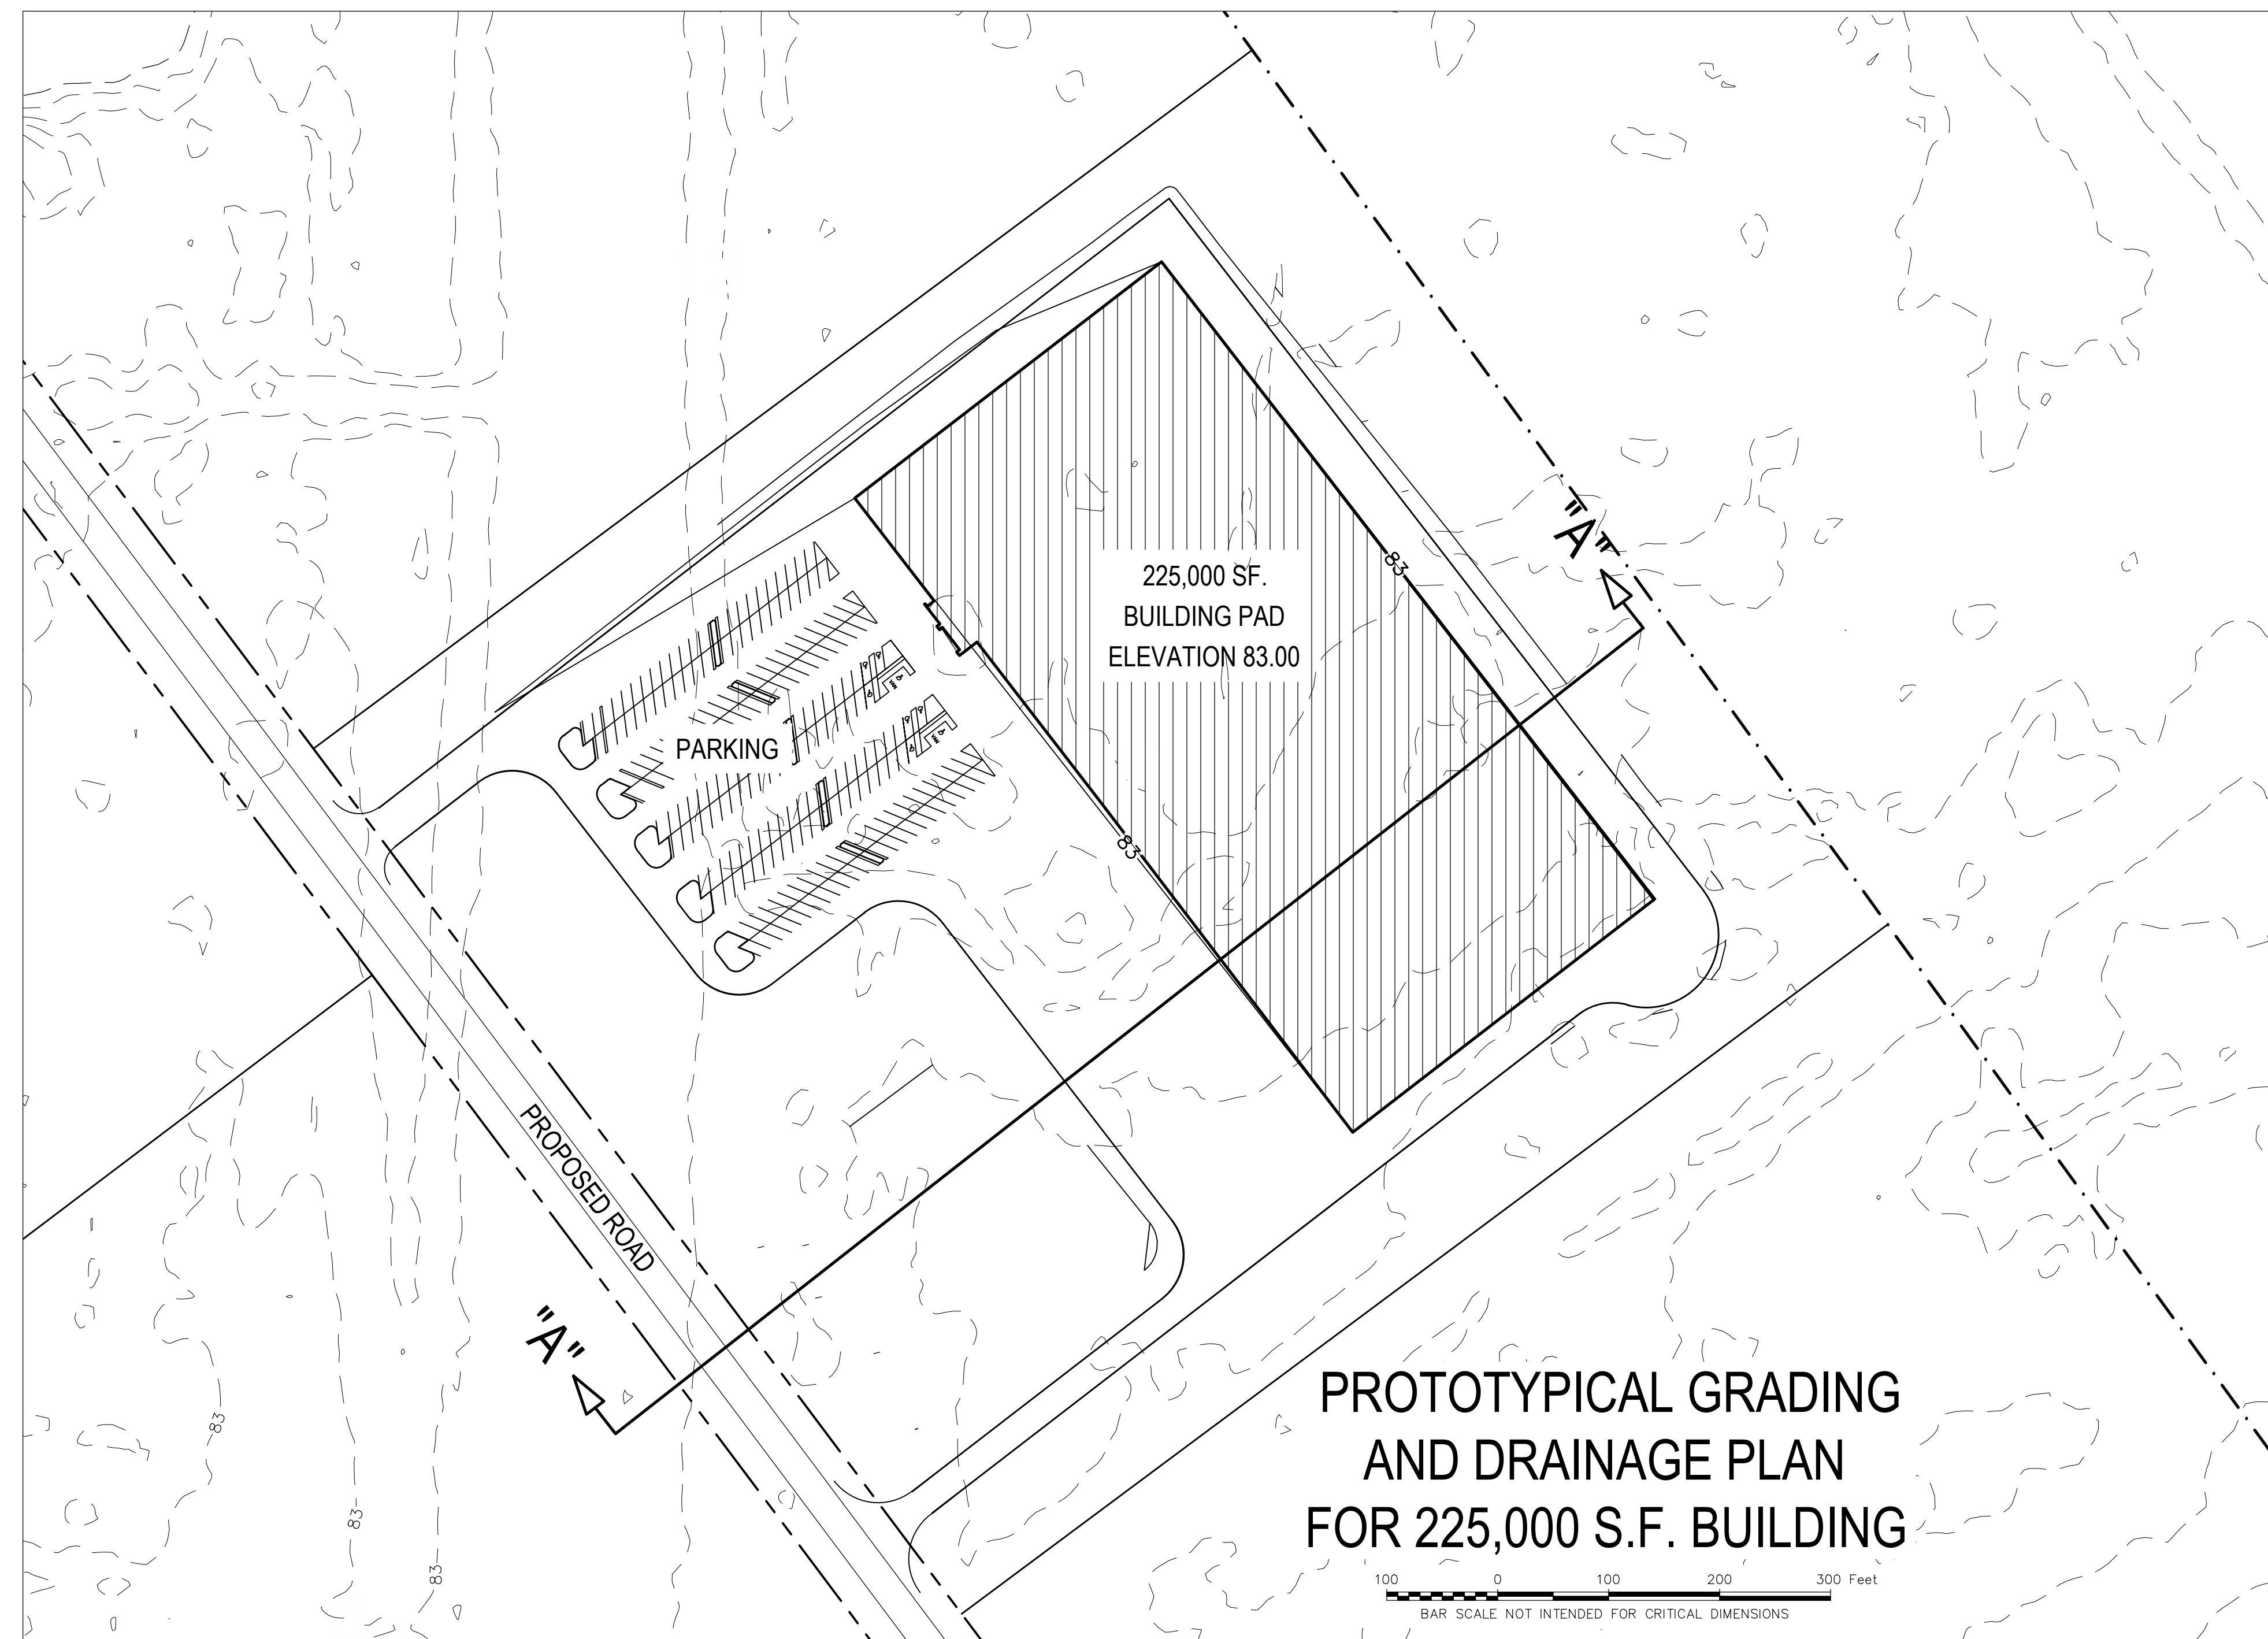 "A"
83
225,000 SF.
BUILDING PAD
ELEVATION 83.00
PARKING
83
PROPOSED ROAD
"A"
83
83
83
PROTOTYPICAL GRADING
AND DRAINAGE PLAN
FOR 225,000 S.F. BUILDING
100 0 100 200 300 Feet
BAR SCALE NOT INTENDED FOR CRITICAL DIMENSIONS